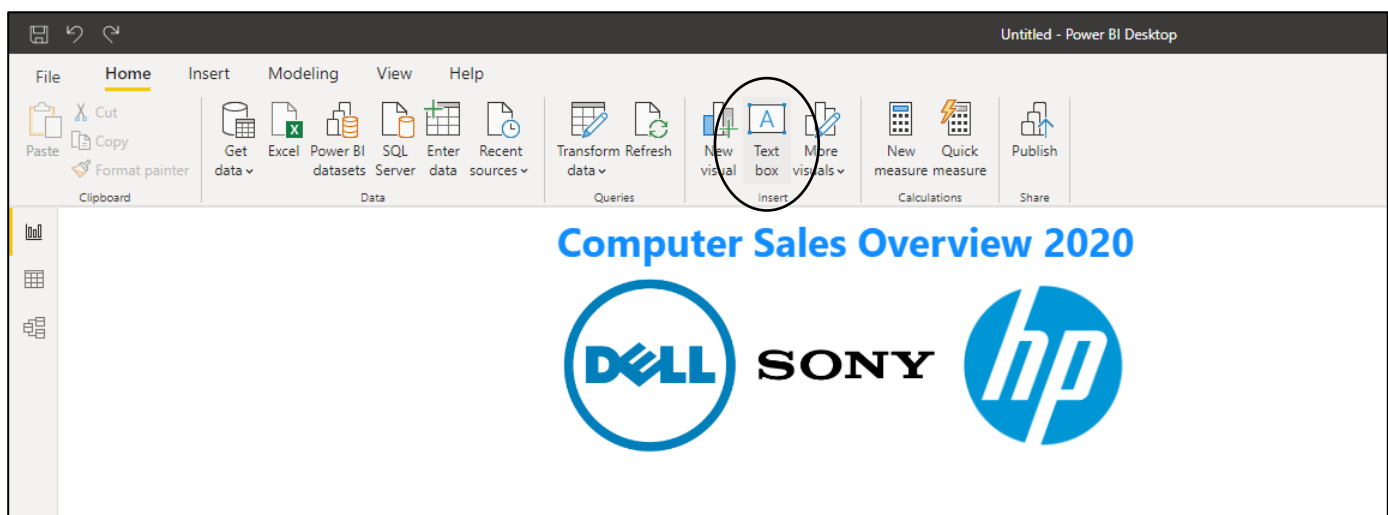 Untitled - Power BI Desktop
File Home Insert Modeling View Help
Paste
Cut
Copy
Format painter
Clipboard
Get data
Excel
Power BI datasets
SQL Server
Enter data
Recent sources
Data
Transform data
Refresh
Queries
New visual
Text box
More visuals
Insert
New measure
Quick measure
Calculations
Publish
Share
Computer Sales Overview 2020
DELL SONY hp